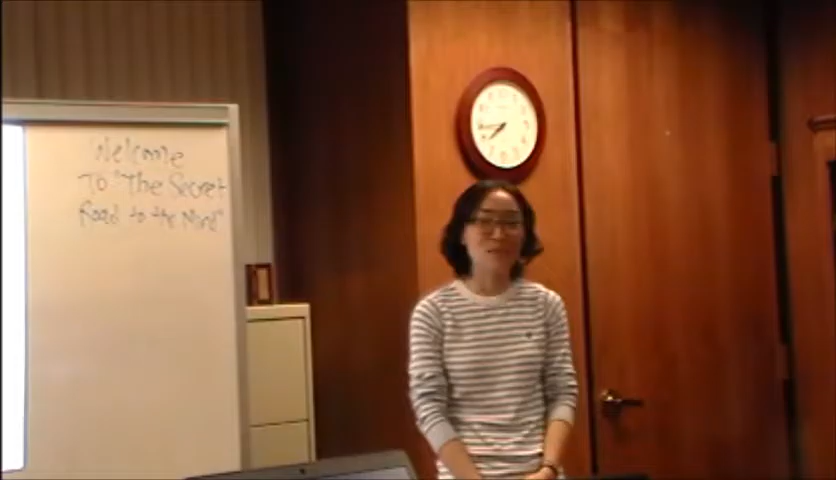 Welcome
To "The Secret
Road to the Mind"